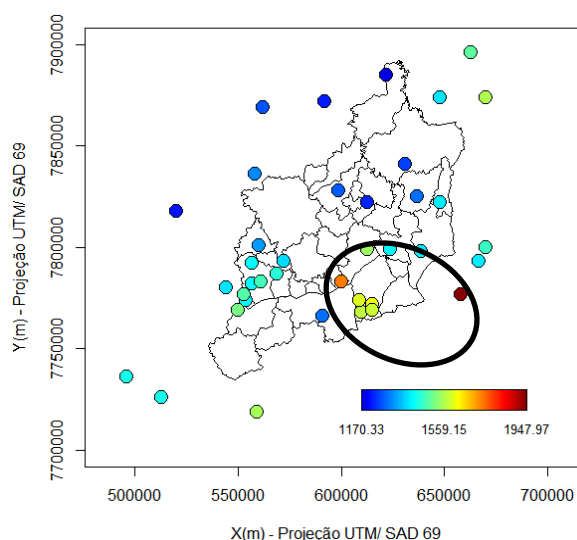 7900000
7850000
7800000
7750000
7700000
Y(m) - Projeção UTM/ SAD 69
1170.33 1559.15 1947.97
500000 550000 600000 650000 700000
X(m) - Projeção UTM/ SAD 69